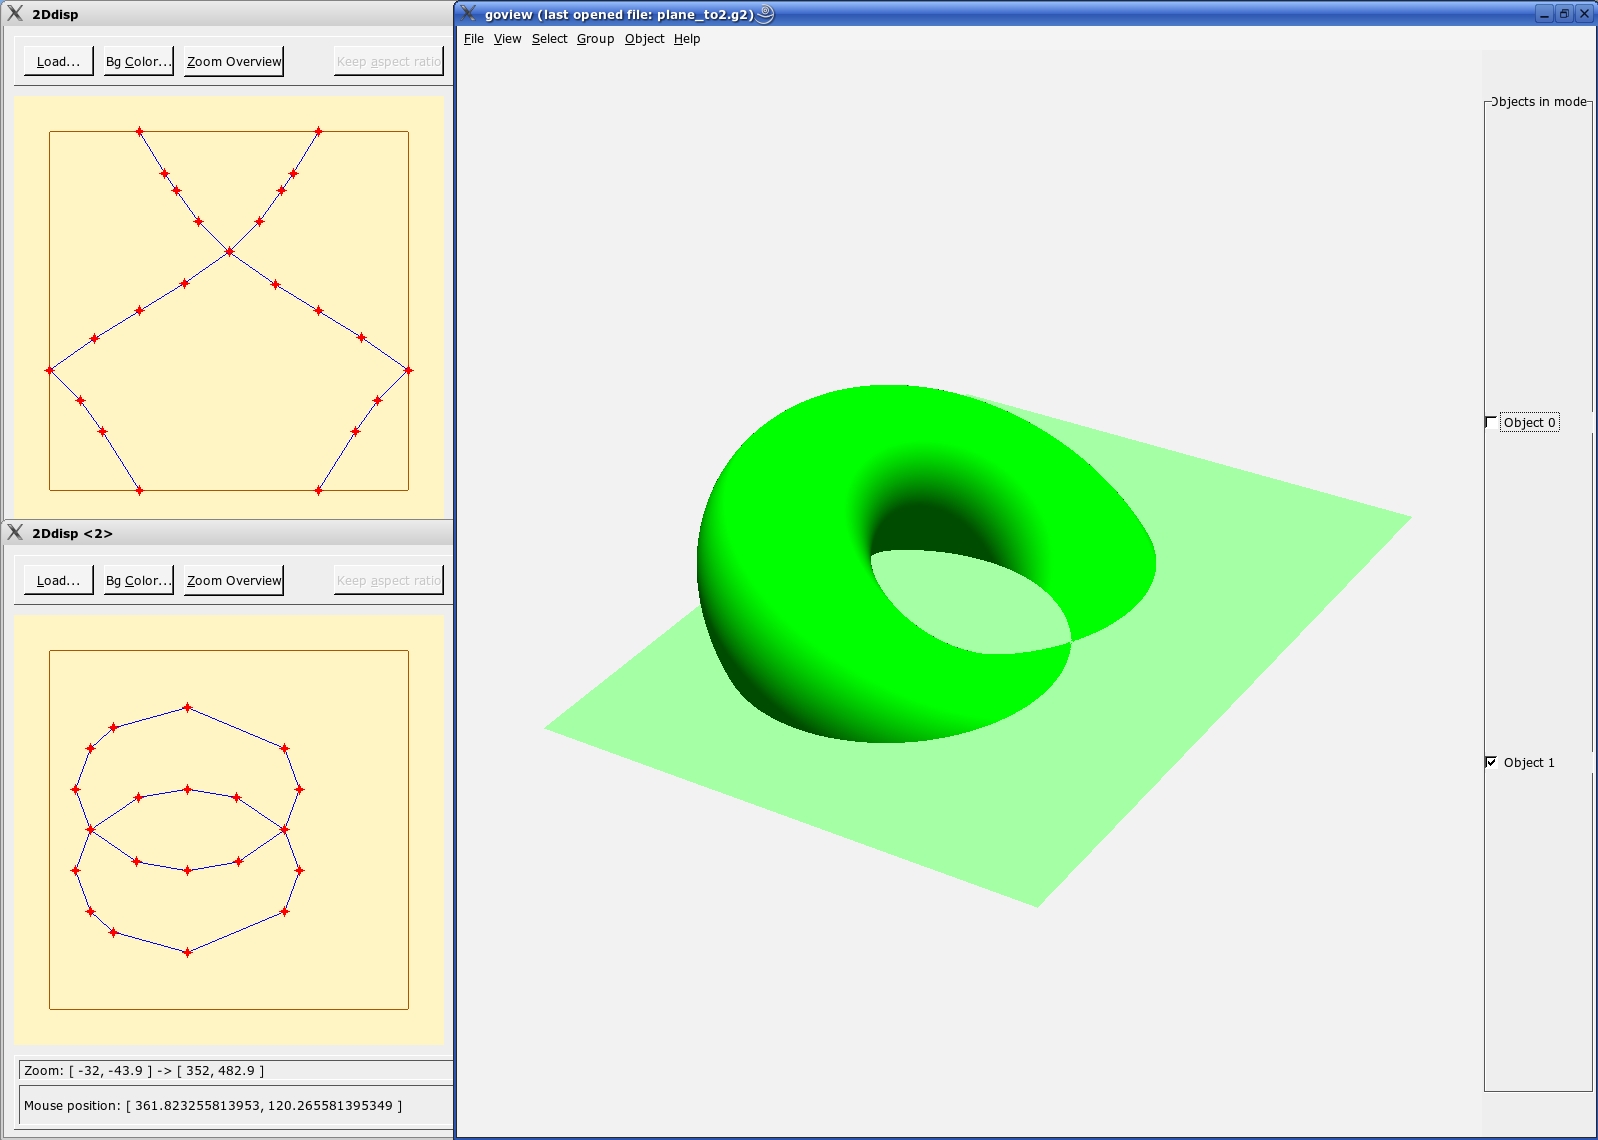 2Ddisp
Load... Bg Color... Zoom Overview Keep aspect ratio
2Ddisp <2>
Load... Bg Color... Zoom Overview Keep aspect ratio
Zoom: [ -32, -43.9 ] -> [ 352, 482.9 ]
Mouse position: [ 361.823255813953, 120.265581395349 ]
goview (last opened file: plane_to2.g2)
File View Select Group Object Help
Objects in mode
Object 0
Object 1